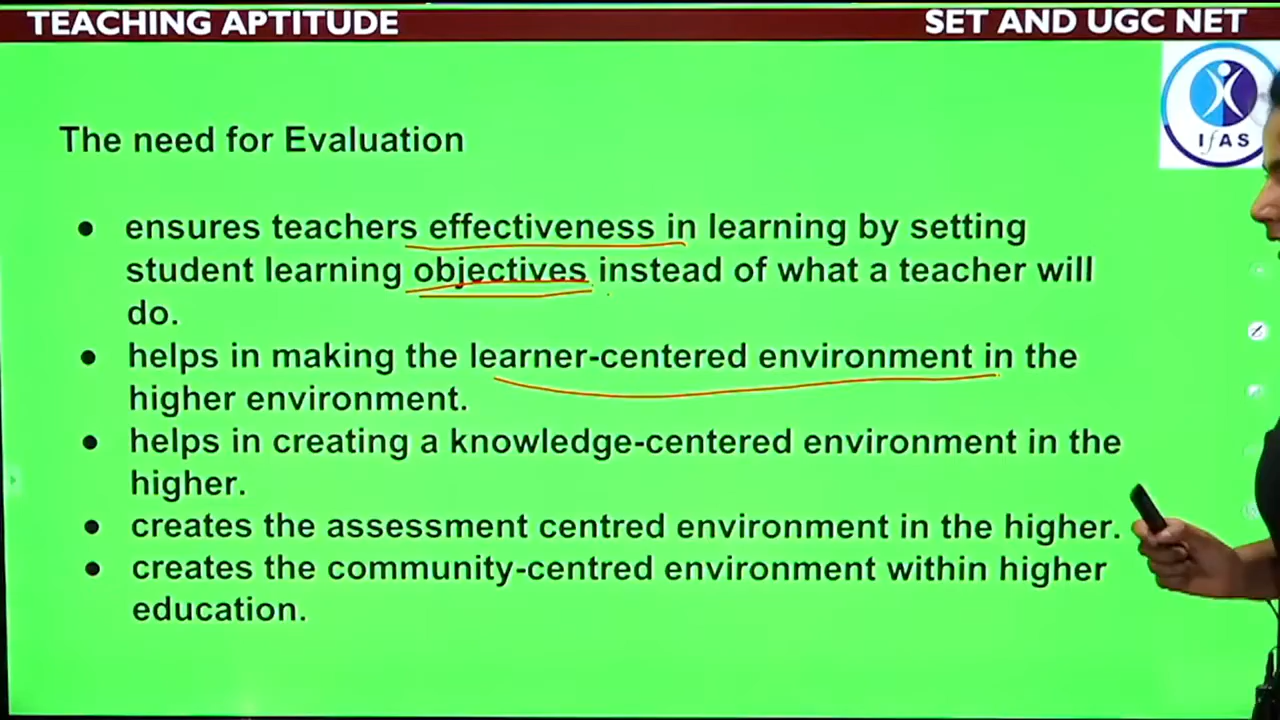 TEACHING APTITUDE
SET AND UGC NET
IfAS
The need for Evaluation
● ensures teachers effectiveness in learning by setting
student learning objectives instead of what a teacher will
do.
● helps in making the learner-centered environment in the
higher environment.
● helps in creating a knowledge-centered environment in the
higher.
● creates the assessment centred environment in the higher.
● creates the community-centred environment within higher
education.